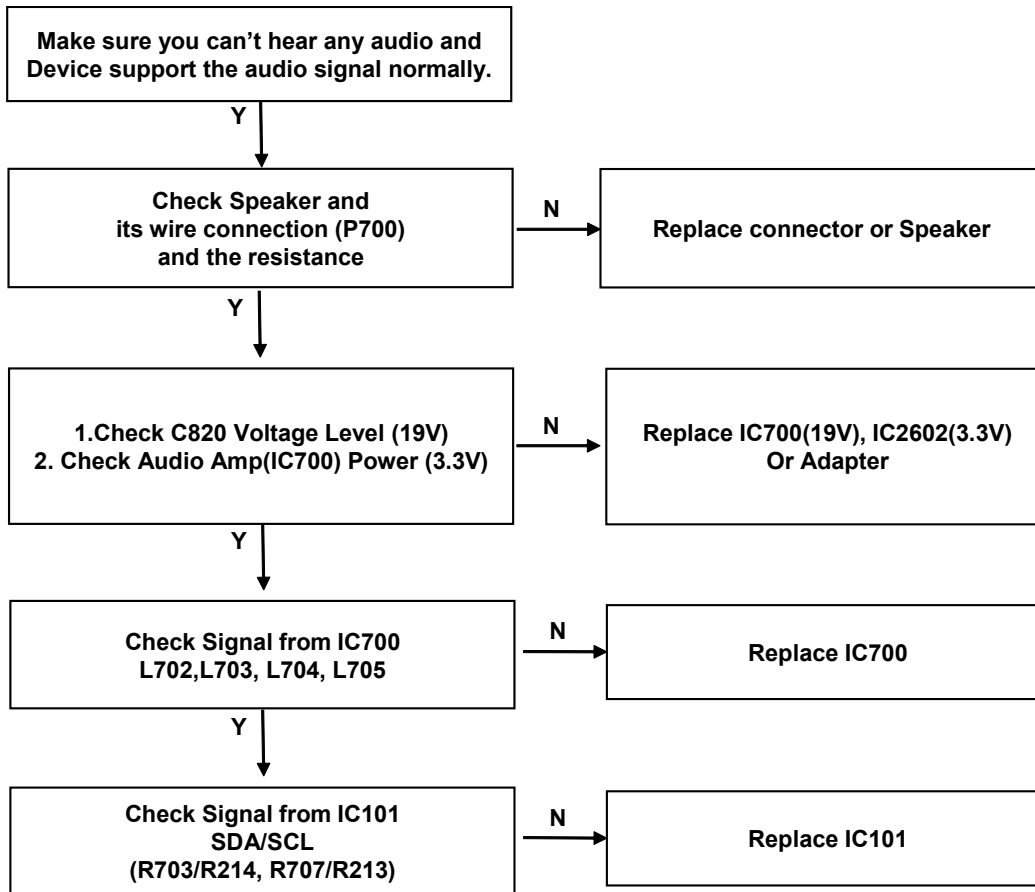 Make sure you can’t hear any audio and
Device support the audio signal normally.
Y
Check Speaker and
its wire connection (P700)
and the resistance
N
Replace connector or Speaker
Y
1.Check C820 Voltage Level (19V)
2. Check Audio Amp(IC700) Power (3.3V)
N
Replace IC700(19V), IC2602(3.3V)
Or Adapter
Y
Check Signal from IC700
L702,L703, L704, L705
N
Replace IC700
Y
Check Signal from IC101
SDA/SCL
(R703/R214, R707/R213)
N
Replace IC101